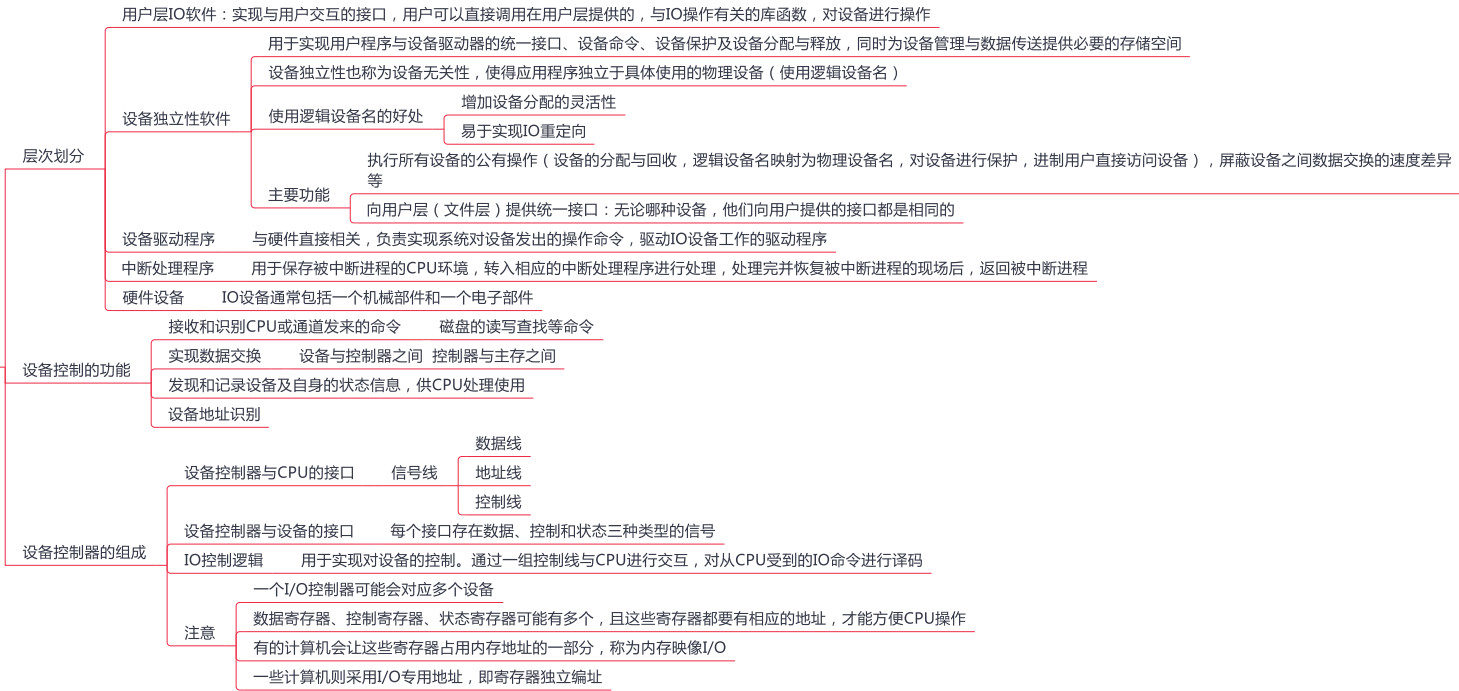 用户层IO软件：实现与用户交互的接口，用户可以直接调用在用户层提供的，与IO操作有关的库函数，对设备进行操作
用于实现用户程序与设备驱动器的统一接口、设备命令、设备保护及设备分配与释放，同时为设备管理与数据传送提供必要的存储空间
设备独立性也称为设备无关性，使得应用程序独立于具体使用的物理设备（使用逻辑设备名）
设备独立性软件
使用逻辑设备名的好处
增加设备分配的灵活性
易于实现IO重定向
层次划分
主要功能
执行所有设备的公有操作（设备的分配与回收，逻辑设备名映射为物理设备名，对设备进行保护，进制用户直接访问设备），屏蔽设备之间数据交换的速度差异
等
向用户层（文件层）提供统一接口：无论哪种设备，他们向用户提供的接口都是相同的
设备驱动程序 与硬件直接相关，负责实现系统对设备发出的操作命令，驱动IO设备工作的驱动程序
中断处理程序 用于保存被中断进程的CPU环境，转入相应的中断处理程序进行处理，处理完并恢复被中断进程的现场后，返回被中断进程
硬件设备 IO设备通常包括一个机械部件和一个电子部件
设备控制的功能
接收和识别CPU或通道发来的命令 磁盘的读写查找等命令
实现数据交换 设备与控制器之间 控制器与主存之间
发现和记录设备及自身的状态信息，供CPU处理使用
设备地址识别
设备控制器的组成
设备控制器与CPU的接口 信号线
数据线
地址线
控制线
设备控制器与设备的接口 每个接口存在数据、控制和状态三种类型的信号
IO控制逻辑 用于实现对设备的控制。通过一组控制线与CPU进行交互，对从CPU受到的IO命令进行译码
注意
一个I/O控制器可能会对应多个设备
数据寄存器、控制寄存器、状态寄存器可能有多个，且这些寄存器都要有相应的地址，才能方便CPU操作
有的计算机会让这些寄存器占用内存地址的一部分，称为内存映像I/O
一些计算机则采用I/O专用地址，即寄存器独立编址